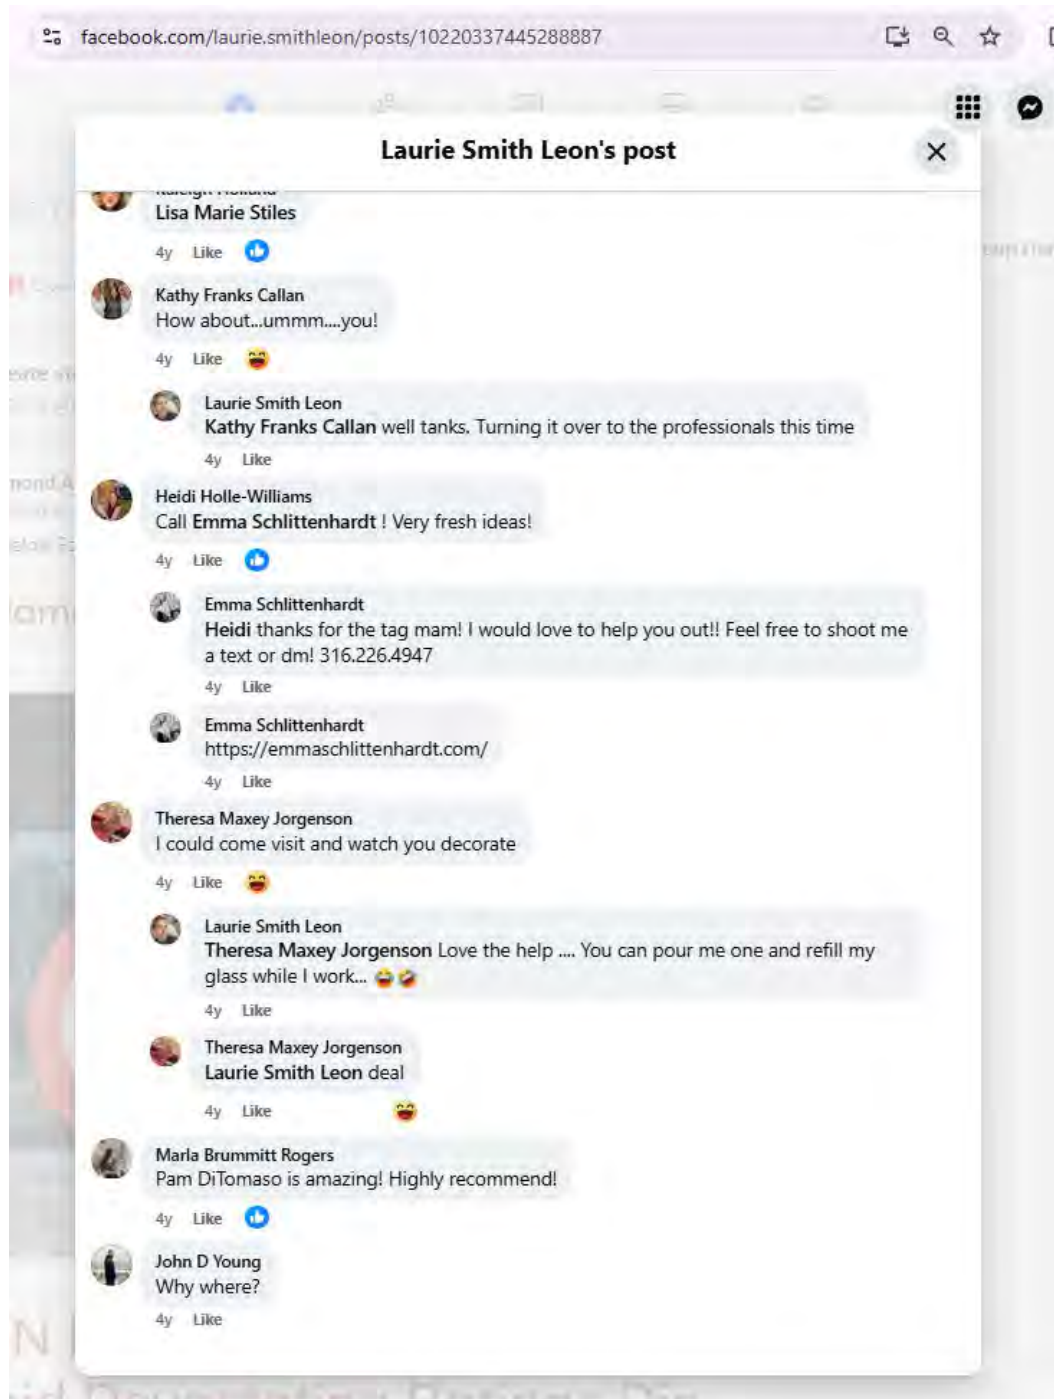 facebook.com/laurie.smithleon/posts/10220337445288887
Laurie Smith Leon's post
Lisa Marie Stiles
4y Like
Kathy Franks Callan
How about...ummm....you!
4y Like
Laurie Smith Leon
Kathy Franks Callan well tanks. Turning it over to the professionals this time
4y Like
Heidi Holle-Williams
Call Emma Schlittenhardt ! Very fresh ideas!
4y Like
Emma Schlittenhardt
Heidi thanks for the tag mam! I would love to help you out!! Feel free to shoot me
a text or dm! 316.226.4947
4y Like
Emma Schlittenhardt
https://emmaschlittenhardt.com/
4y Like
Theresa Maxey Jorgenson
I could come visit and watch you decorate
4y Like
Laurie Smith Leon
Theresa Maxey Jorgenson Love the help .... You can pour me one and refill my
glass while I work... 😂🤣
4y Like
Theresa Maxey Jorgenson
Laurie Smith Leon deal
4y Like
Marla Brummitt Rogers
Pam DiTomaso is amazing! Highly recommend!
4y Like
John D Young
Why where?
4y Like